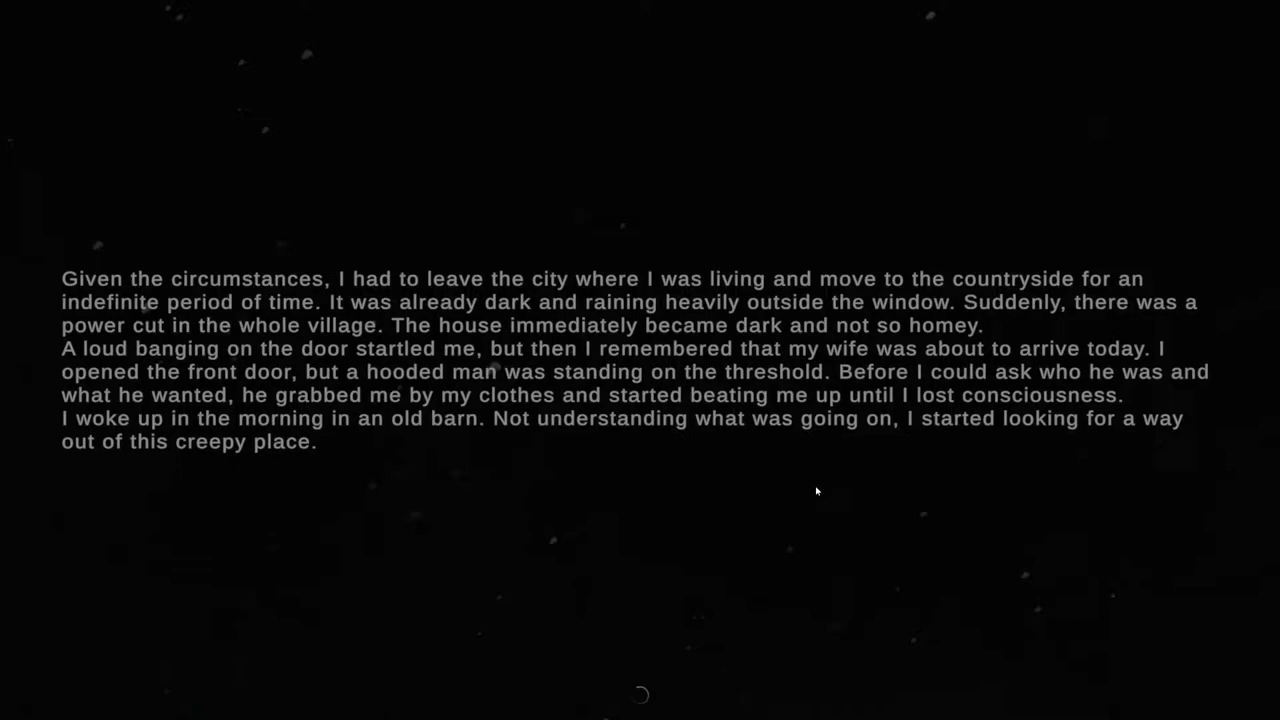 Given the circumstances, I had to leave the city where I was living and move to the countryside for an
indefinite period of time. It was already dark and raining heavily outside the window. Suddenly, there was a
power cut in the whole village. The house immediately became dark and not so homey.
A loud banging on the door startled me, but then I remembered that my wife was about to arrive today. I
opened the front door, but a hooded man was standing on the threshold. Before I could ask who he was and
what he wanted, he grabbed me by my clothes and started beating me up until I lost consciousness.
I woke up in the morning in an old barn. Not understanding what was going on, I started looking for a way
out of this creepy place.